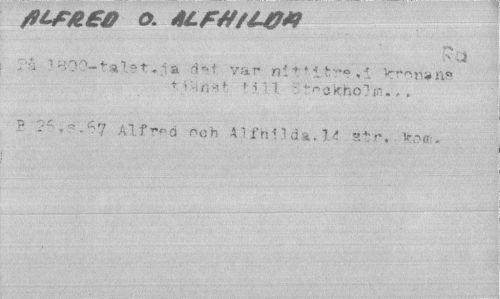 ALFRED O. ALFHILDA
Ra
På 1800-talet.ja det var nittitre.i kronans
tjänst till Stockholm...
B 26,s.67 Alfred och Alfhilda.14 str. kom.